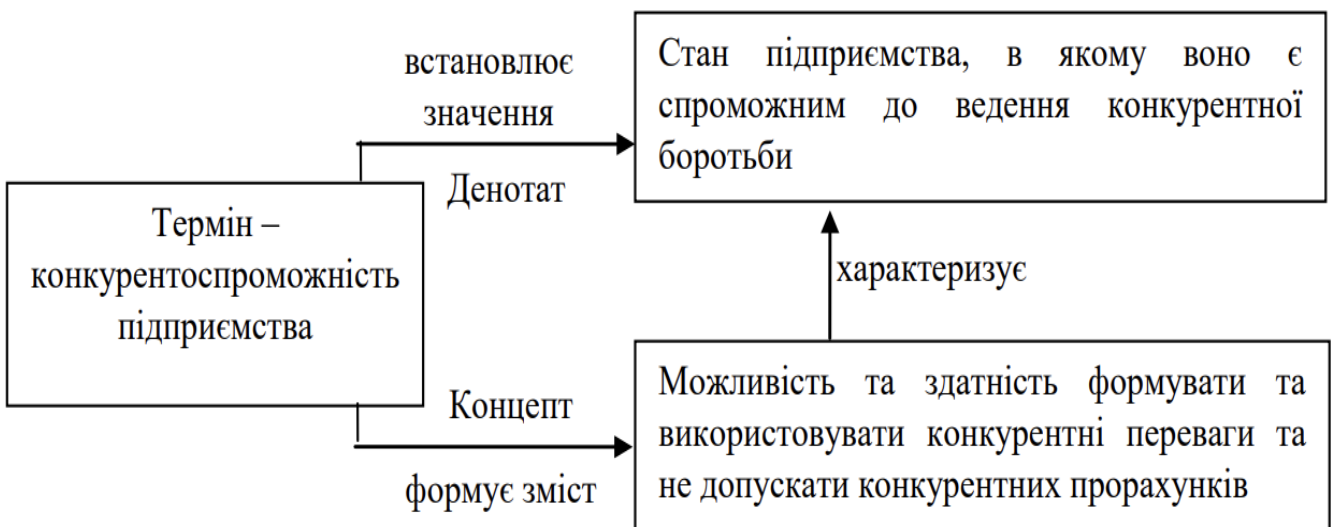 встановлює
значення
Денотат
Стан підприємства, в якому воно є
спроможним до ведення конкурентної
боротьби
Термін –
конкурентоспроможність
підприємства
характеризує
Концепт
формує зміст
Можливість та здатність формувати та
використовувати конкурентні переваги та
не допускати конкурентних прорахунків